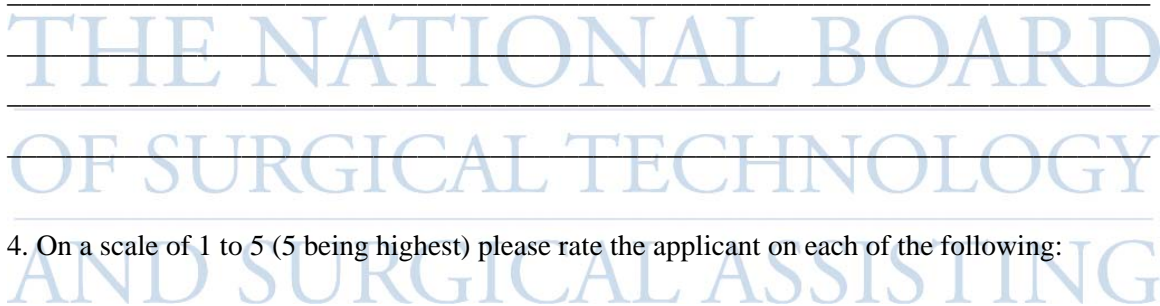 THE NATIONAL BOARD
OF SURGICAL TECHNOLOGY
4. On a scale of 1 to 5 (5 being highest) please rate the applicant on each of the following:
AND SURGICAL ASSISTING